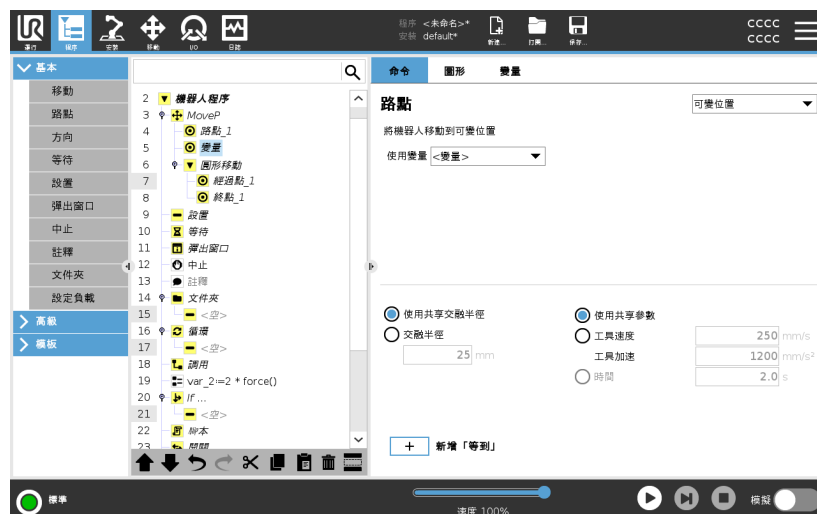 UR
運行 程序 安裝 移動 I/O 日誌
程序 <未命名>*
安裝 default*
新建... 打開... 保存...
CCCC
CCCC
基本
移動
路點
方向
等待
設置
彈出窗口
中止
註釋
文件夾
設定負載
高級
模板
2 機器人程序
3 MoveP
4 路點_1
5 變量
6 圓形移動
7 經過點_1
8 終點_1
9 設置
10 等待
11 彈出窗口
12 中止
13 註釋
14 文件夾
15 <空>
16 循環
17 <空>
18 調用
19 var_2:=2 * force()
20 If ...
21 <空>
22 腳本
23
命令 圖形 變量
路點
可變位置
將機器人移動到可變位置
使用變量 <變量>
使用共享交融半徑
交融半徑
25 mm
使用共享參數
工具速度 250 mm/s
工具加速 1200 mm/s²
時間 2.0 s
+ 新增「等到」
標準
速度 100%
模擬